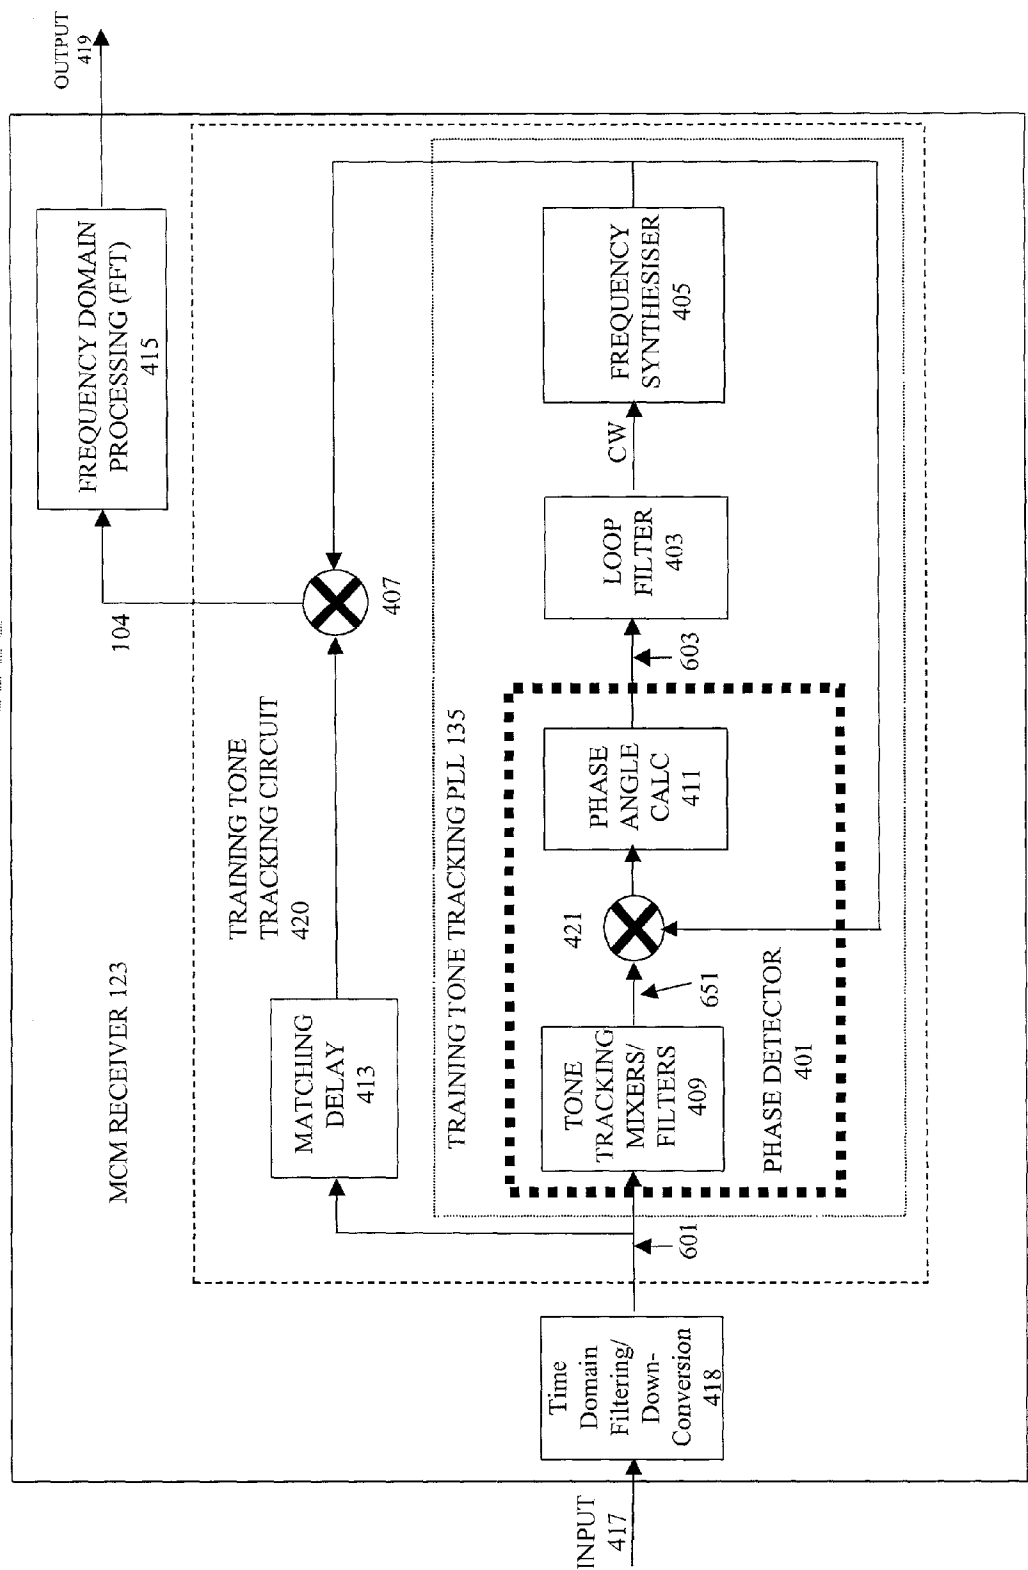 MCM RECEIVER 123
OUTPUT
419
FREQUENCY DOMAIN
PROCESSING (FFT)
415
104
TRAINING TONE
TRACKING CIRCUIT
420
MATCHING
DELAY
413
407
TRAINING TONE TRACKING PLL 135
INPUT
417
Time
Domain
Filtering/
Down-
Conversion
418
601
TONE
TRACKING
MIXERS/
FILTERS
409
651
421
PHASE
ANGLE
CALC
411
603
LOOP
FILTER
403
CW
FREQUENCY
SYNTHESISER
405
PHASE DETECTOR
401